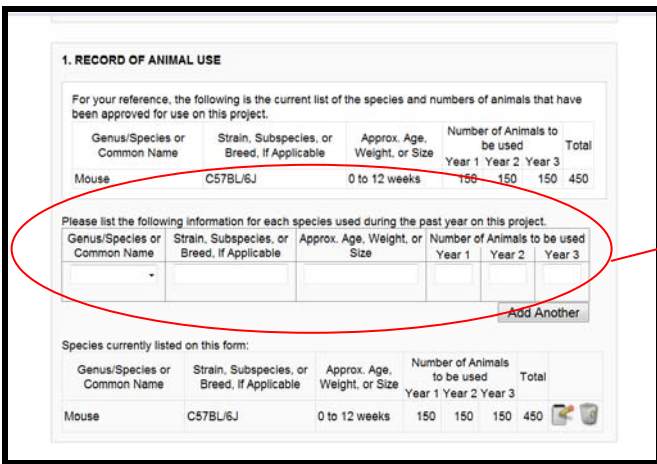 1. RECORD OF ANIMAL USE
For your reference, the following is the current list of the species and numbers of animals that have
been approved for use on this project.
Genus/Species or Common Name Strain, Subspecies, or Breed, If Applicable Approx. Age, Weight, or Size Number of Animals to be used Total
Year 1 Year 2 Year 3
Mouse C57BL/6J 0 to 12 weeks 150 150 150 450
Please list the following information for each species used during the past year on this project.
Genus/Species or Strain, Subspecies, or Approx. Age, Weight, or Number of Animals to be used
Common Name Breed, If Applicable Size Year 1 Year 2 Year 3
Add Another
Species currently listed on this form:
Genus/Species or Common Name Strain, Subspecies, or Breed, If Applicable Approx. Age, Weight, or Size Number of Animals to be used Total
Year 1 Year 2 Year 3
Mouse C57BL/6J 0 to 12 weeks 150 150 150 450